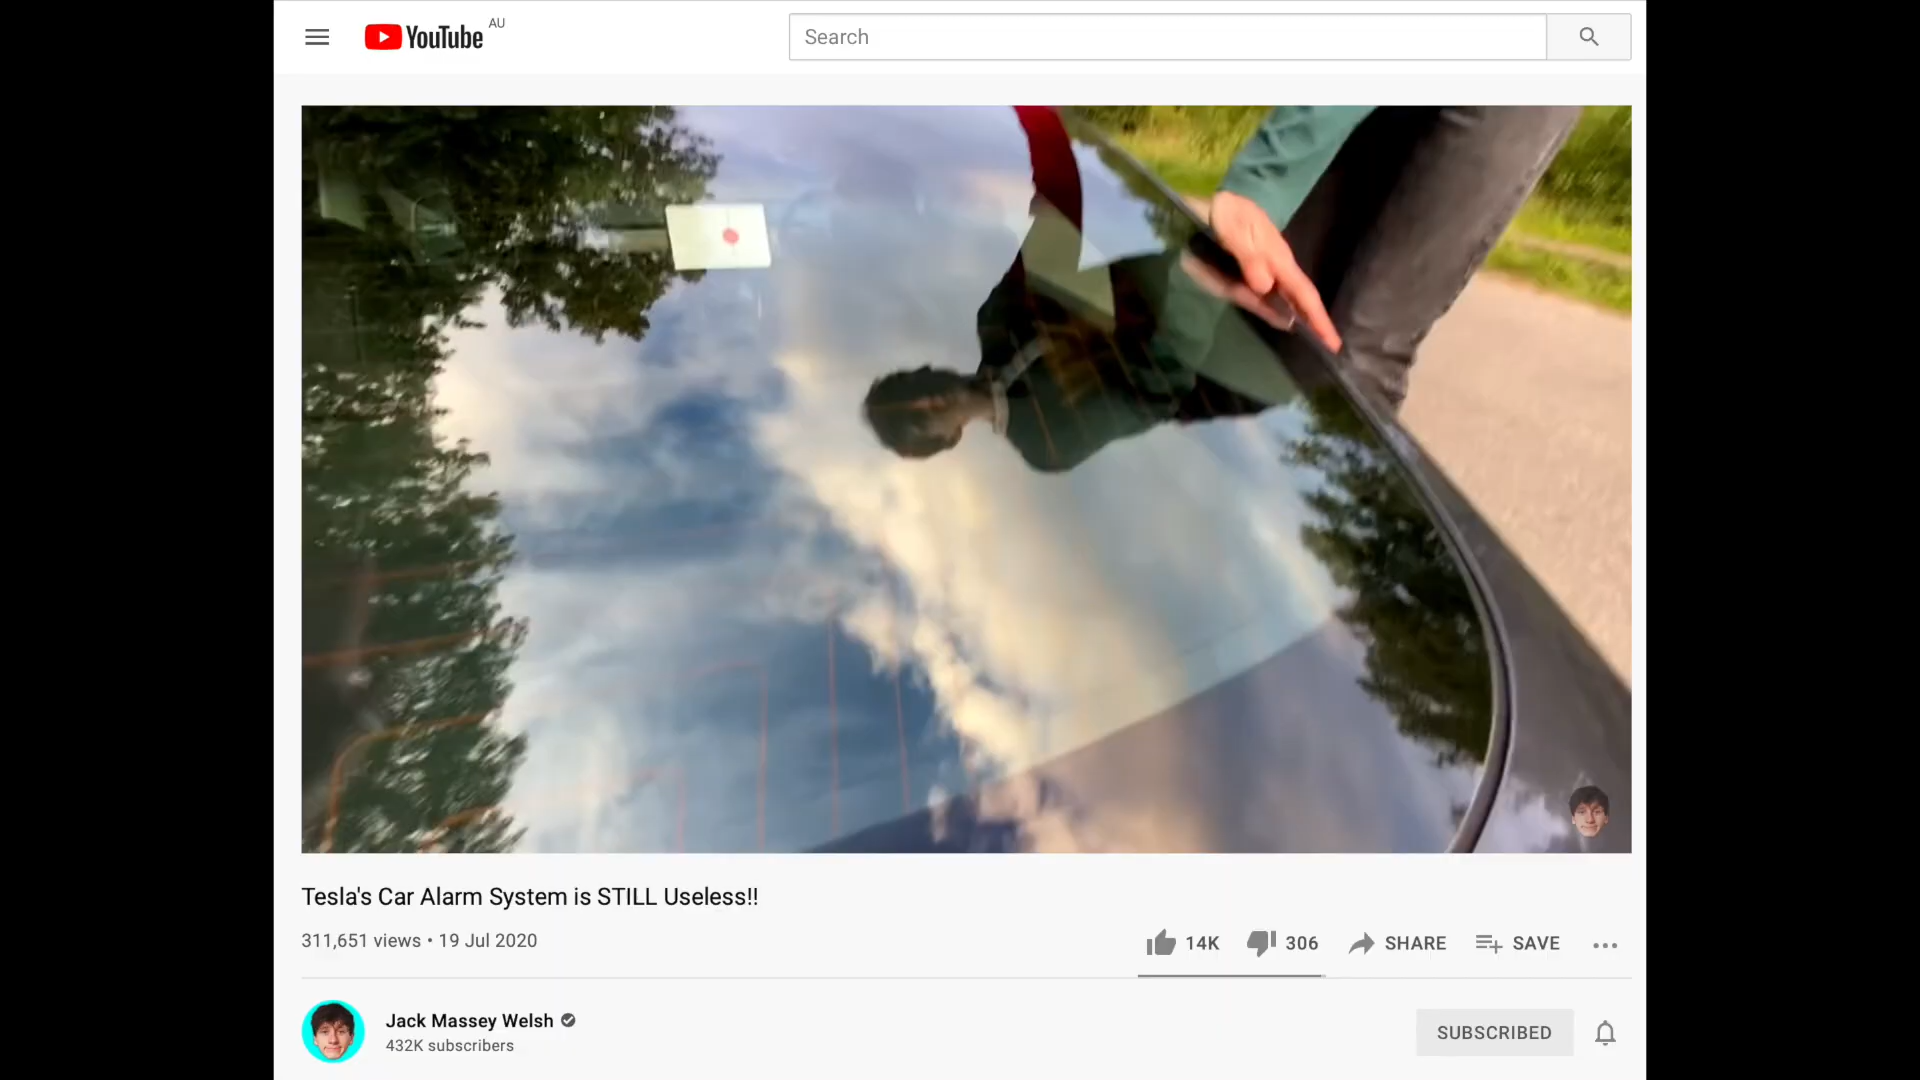 YouTube AU
Search
Tesla's Car Alarm System is STILL Useless!!
311,651 views • 19 Jul 2020
14K 306 SHARE SAVE
Jack Massey Welsh
432K subscribers
SUBSCRIBED